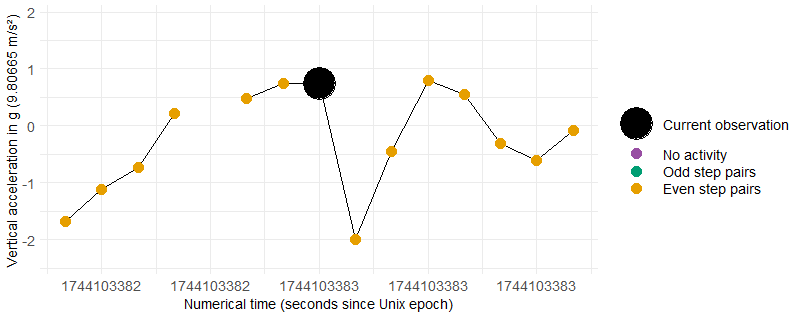 Vertical acceleration in g (9.80665 m/s²)
2
1
0
-1
-2
1744103382
1744103382
1744103383
1744103383
1744103383
Numerical time (seconds since Unix epoch)
Current observation
No activity
Odd step pairs
Even step pairs